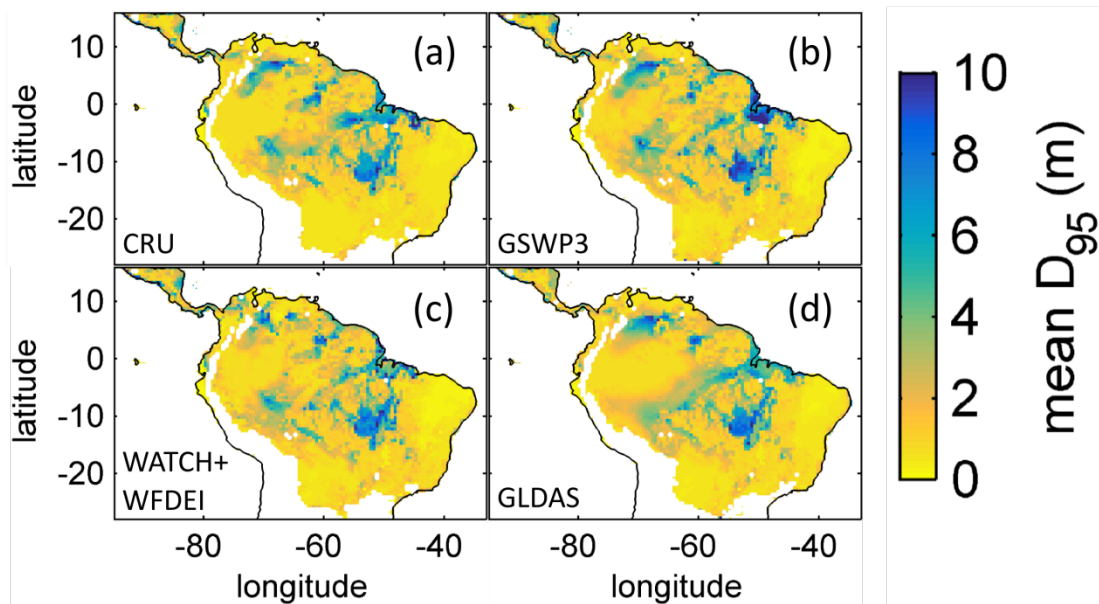 (a)
(b)
10
0
-10
-20
latitude
CRU
GSWP3
(c)
(d)
10
0
-10
-20
latitude
WATCH+
WFDEI
GLDAS
-80
-60
-40
-80
-60
-40
longitude
longitude
10
8
6
4
2
0
mean D95 (m)